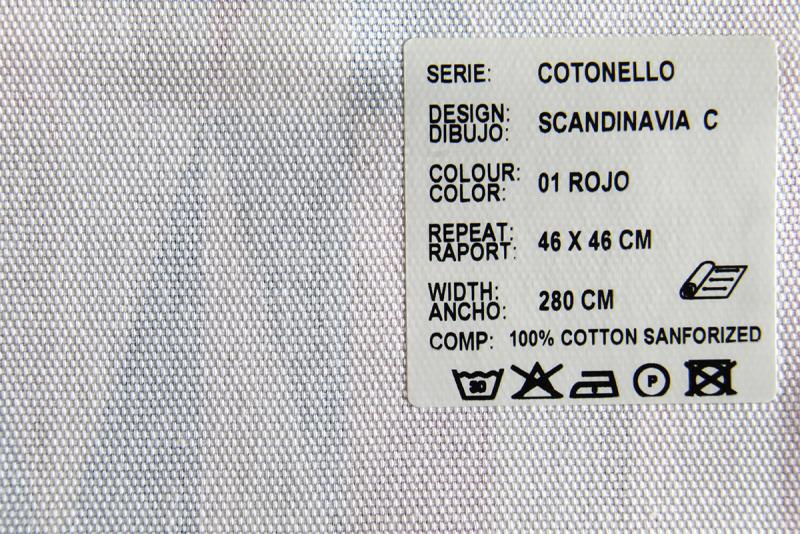 SERIE: COTONELLO
DESIGN:
DIBUJO: SCANDINAVIA C
COLOUR:
COLOR: 01 ROJO
REPEAT:
RAPORT: 46 X 46 CM
WIDTH:
ANCHO: 280 CM
COMP: 100% COTTON SANFORIZED
30 P